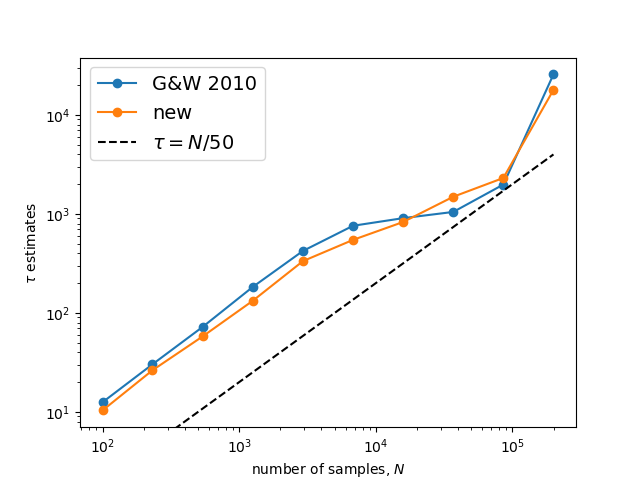 G&W 2010
new
τ = N/50
10⁴
10³
10²
10¹
τ estimates
10² 10³ 10⁴ 10⁵
number of samples, N